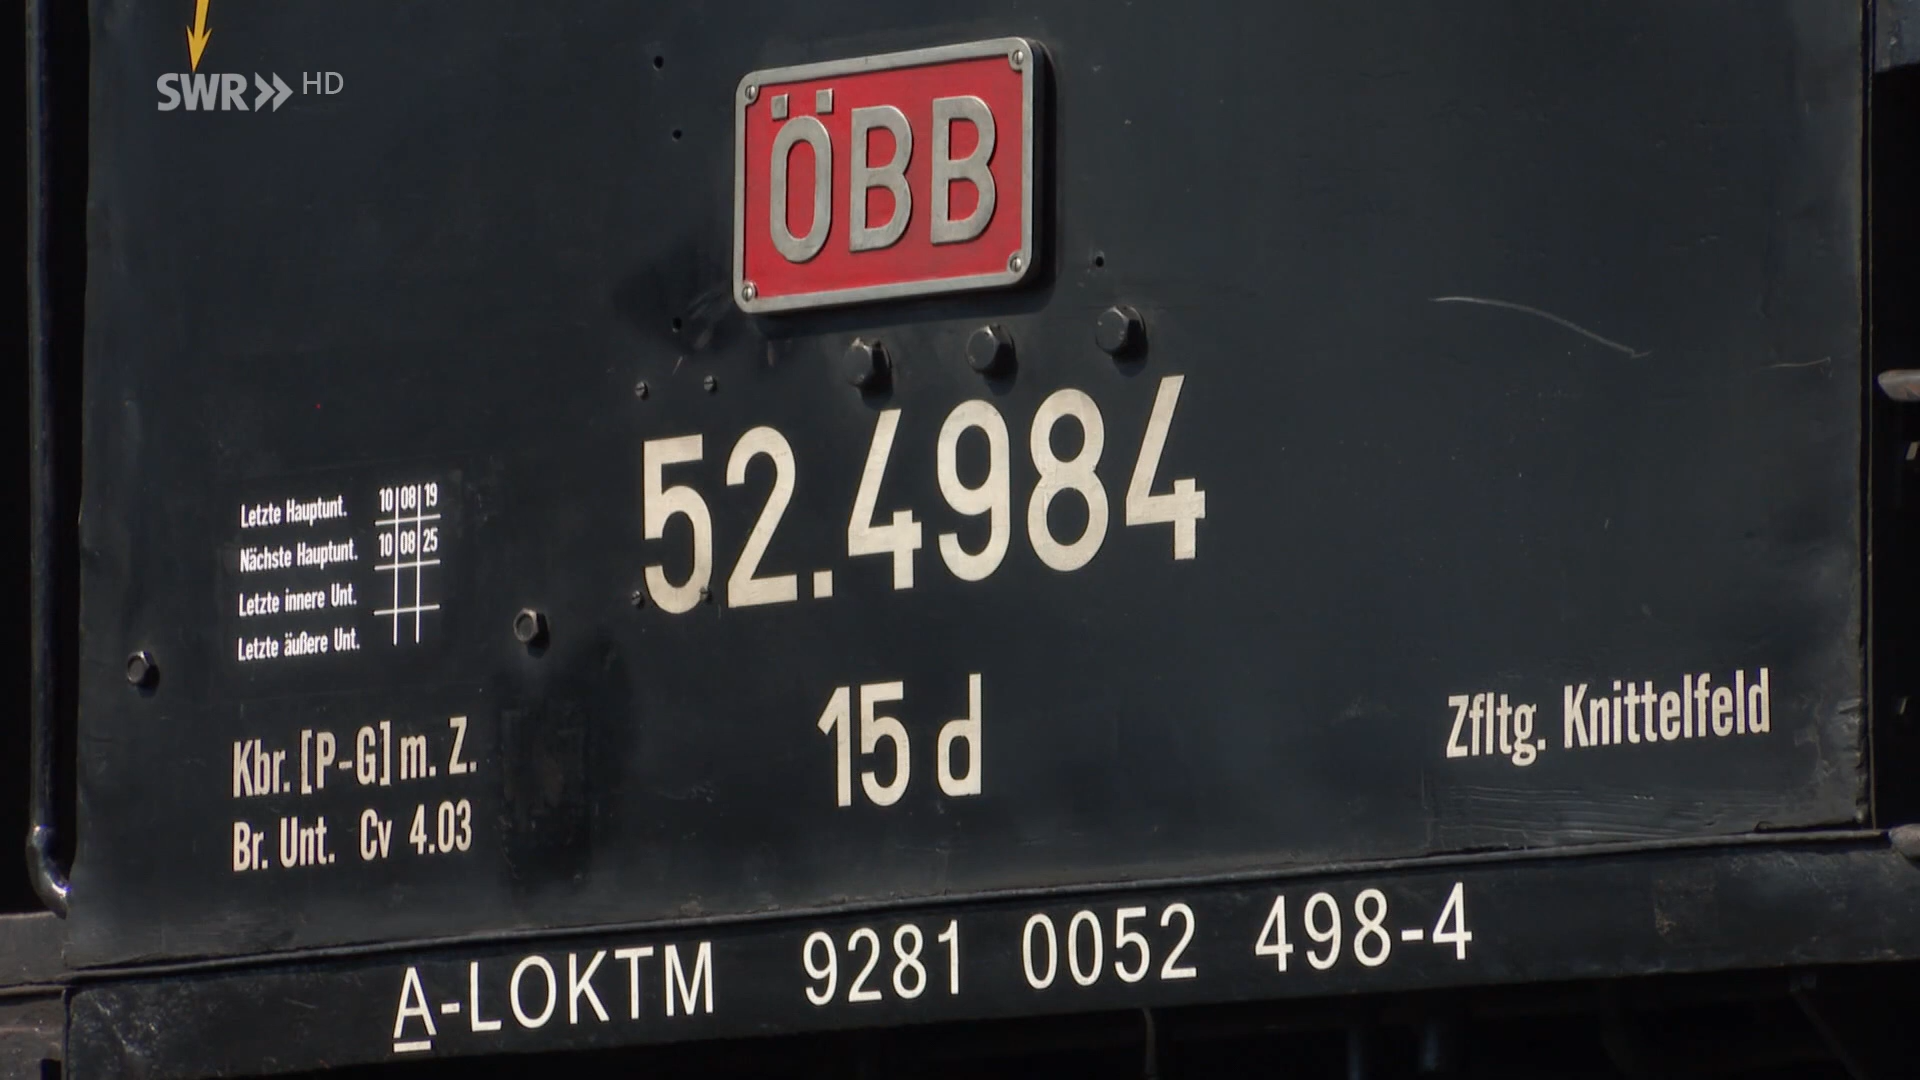 SWR» HD
ÖBB
52.4984
Letzte Hauptunt. 10 08 19
Nächste Hauptunt. 10 08 25
Letzte innere Unt.
Letzte äußere Unt.
15 d
Kbr. [P-G] m. Z.
Br. Unt. Cv 4.03
Zfltg. Knittelfeld
A-LOKTM 9281 0052 498-4